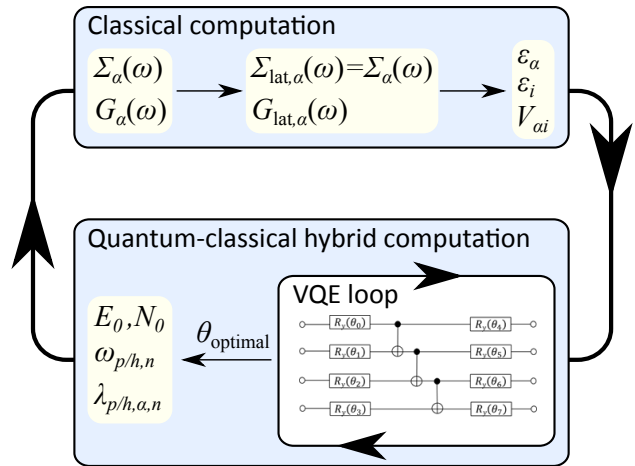 Classical computation
Σα(ω) Σlat,α(ω)=Σα(ω) εα
Gα(ω) Glat,α(ω) εi
Vαi
Quantum-classical hybrid computation
VQE loop
E0,N0
θoptimal
ωp/h,n
λp/h,α,n
Ry(θ0) Ry(θ4)
Ry(θ1) Ry(θ5)
Ry(θ2) Ry(θ6)
Ry(θ3) Ry(θ7)